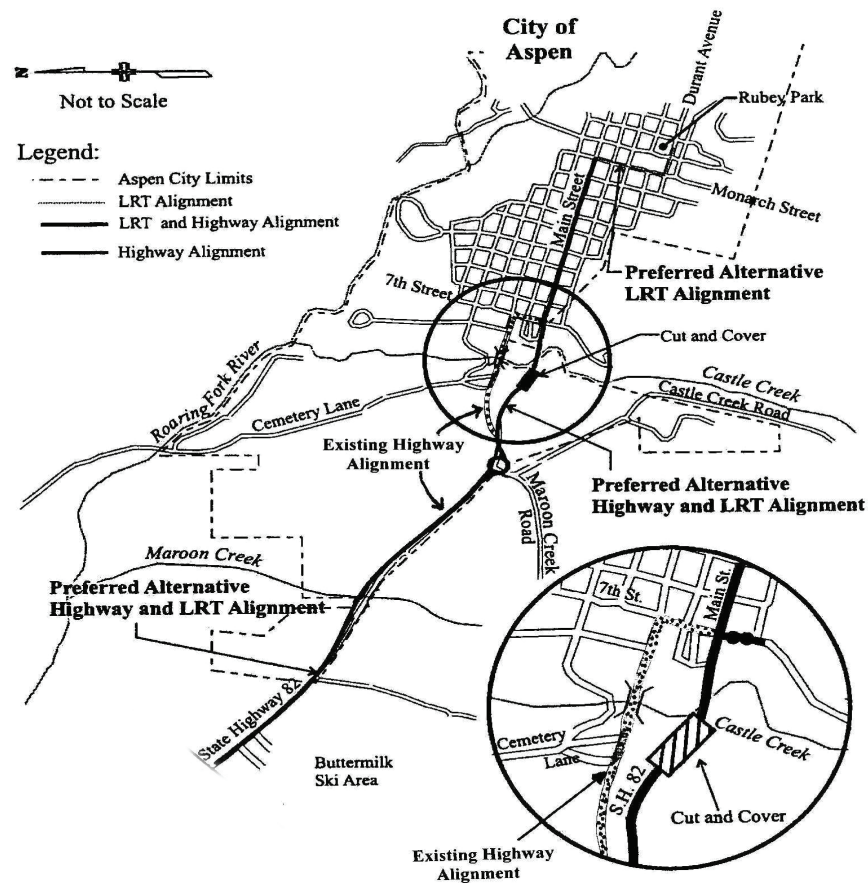 City of
Aspen
N
Not to Scale
Durant Avenue
Rubey Park
Legend:
Aspen City Limits
LRT Alignment
LRT and Highway Alignment
Highway Alignment
Main Street
Monarch Street
Preferred Alternative
LRT Alignment
7th Street
Cut and Cover
Roaring Fork River
Castle Creek
Castle Creek Road
Cemetery Lane
Existing Highway
Alignment
Preferred Alternative
Highway and LRT Alignment
Maroon Creek
Road
Maroon Creek
Preferred Alternative
Highway and LRT Alignment
State Highway 82
Buttermilk
Ski Area
7th St.
Main St.
Cemetery
Lane
Castle Creek
S.H. 82
Cut and Cover
Existing Highway
Alignment